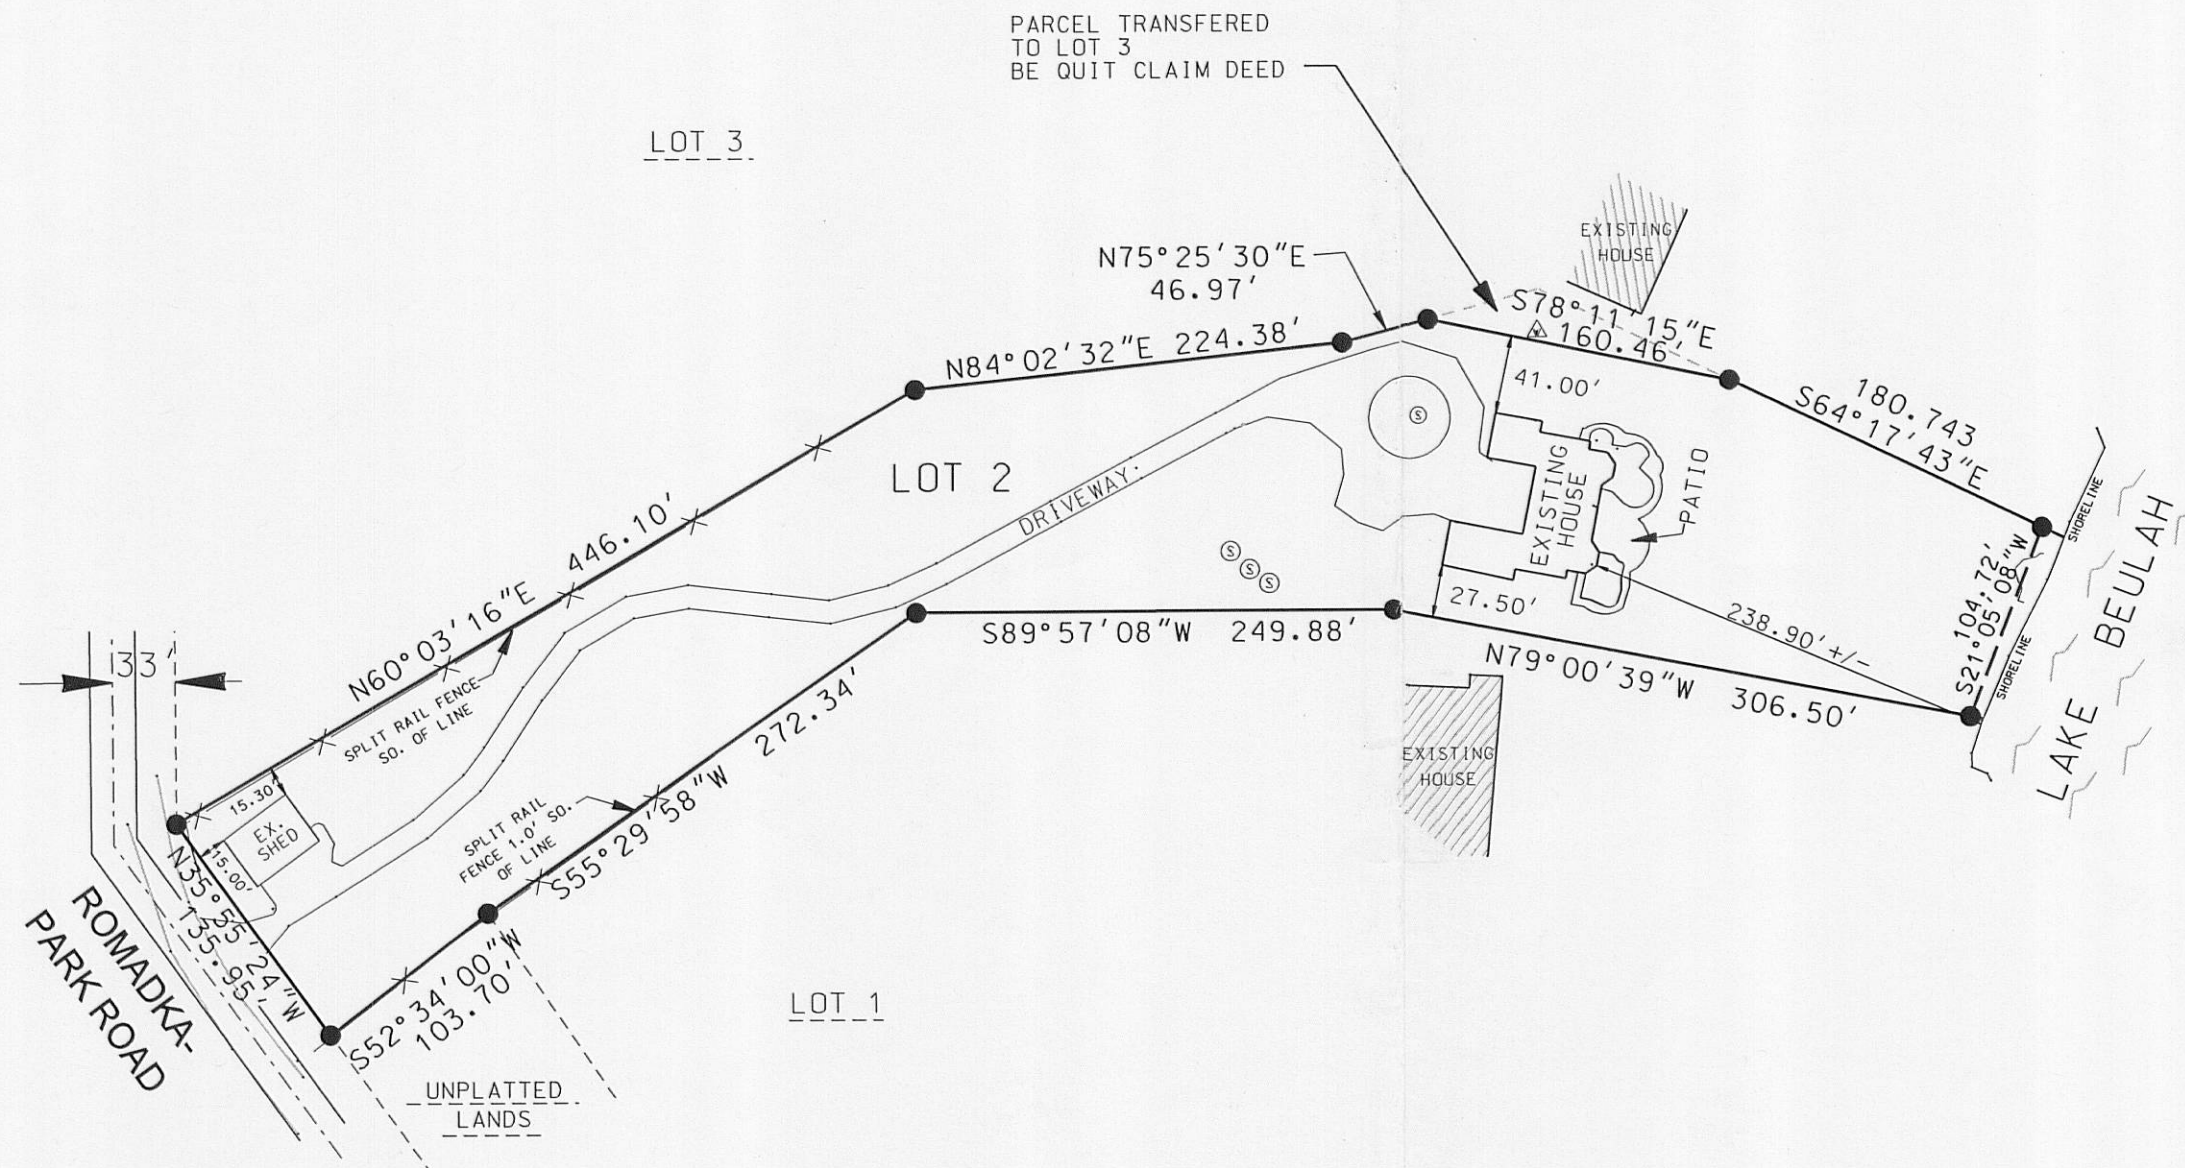 PARCEL TRANSFERED
TO LOT 3
BE QUIT CLAIM DEED
LOT 3
EXISTING
HOUSE
N75°25'30"E
46.97'
S78°11'15"E
160.46'
N84°02'32"E 224.38'
41.00'
180.743
S64°17'43"E
LOT 2
DRIVEWAY
EXISTING
HOUSE
PATIO
SHORELINE
LAKE BEULAH
N60°03'16"E 446.10'
27.50'
238.90'+/-
104.72'
S21°05'08"W
SHORELINE
S89°57'08"W 249.88'
N79°00'39"W 306.50'
33'
SPLIT RAIL FENCE
SO. OF LINE
S55°29'58"W 272.34'
EXISTING
HOUSE
15.30'
EX.
SHED
15.00'
SPLIT RAIL
FENCE 1.0' SO.
OF LINE
N35°55'24"W
135.95'
ROMADKA-
PARK ROAD
S52°34'00"W
103.70'
LOT 1
UNPLATTED
LANDS
S
S
S
S